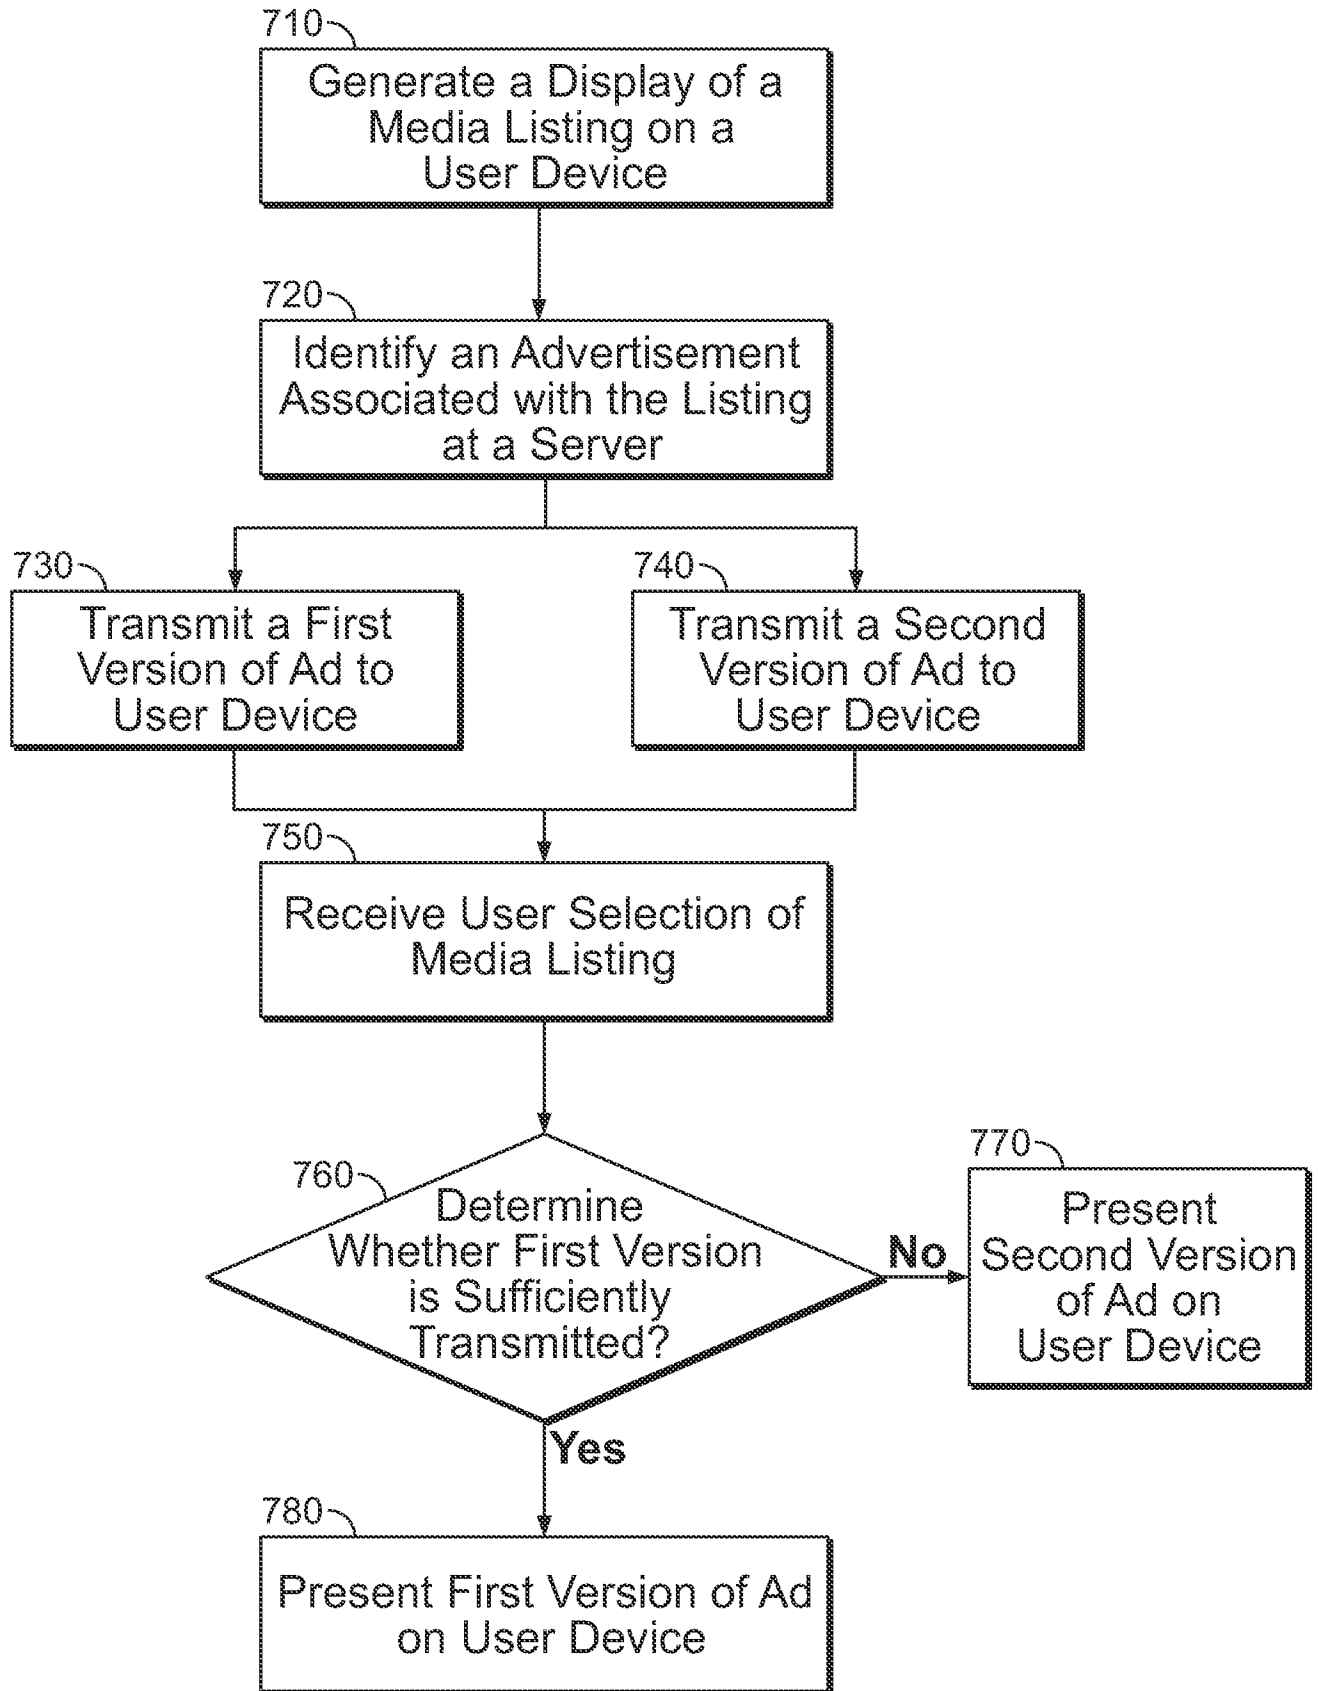 710
Generate a Display of a
Media Listing on a
User Device
720
Identify an Advertisement
Associated with the Listing
at a Server
730
Transmit a First
Version of Ad to
User Device
740
Transmit a Second
Version of Ad to
User Device
750
Receive User Selection of
Media Listing
760
Determine
Whether First Version
is Sufficiently
Transmitted?
No
770
Present
Second Version
of Ad on
User Device
Yes
780
Present First Version of Ad
on User Device